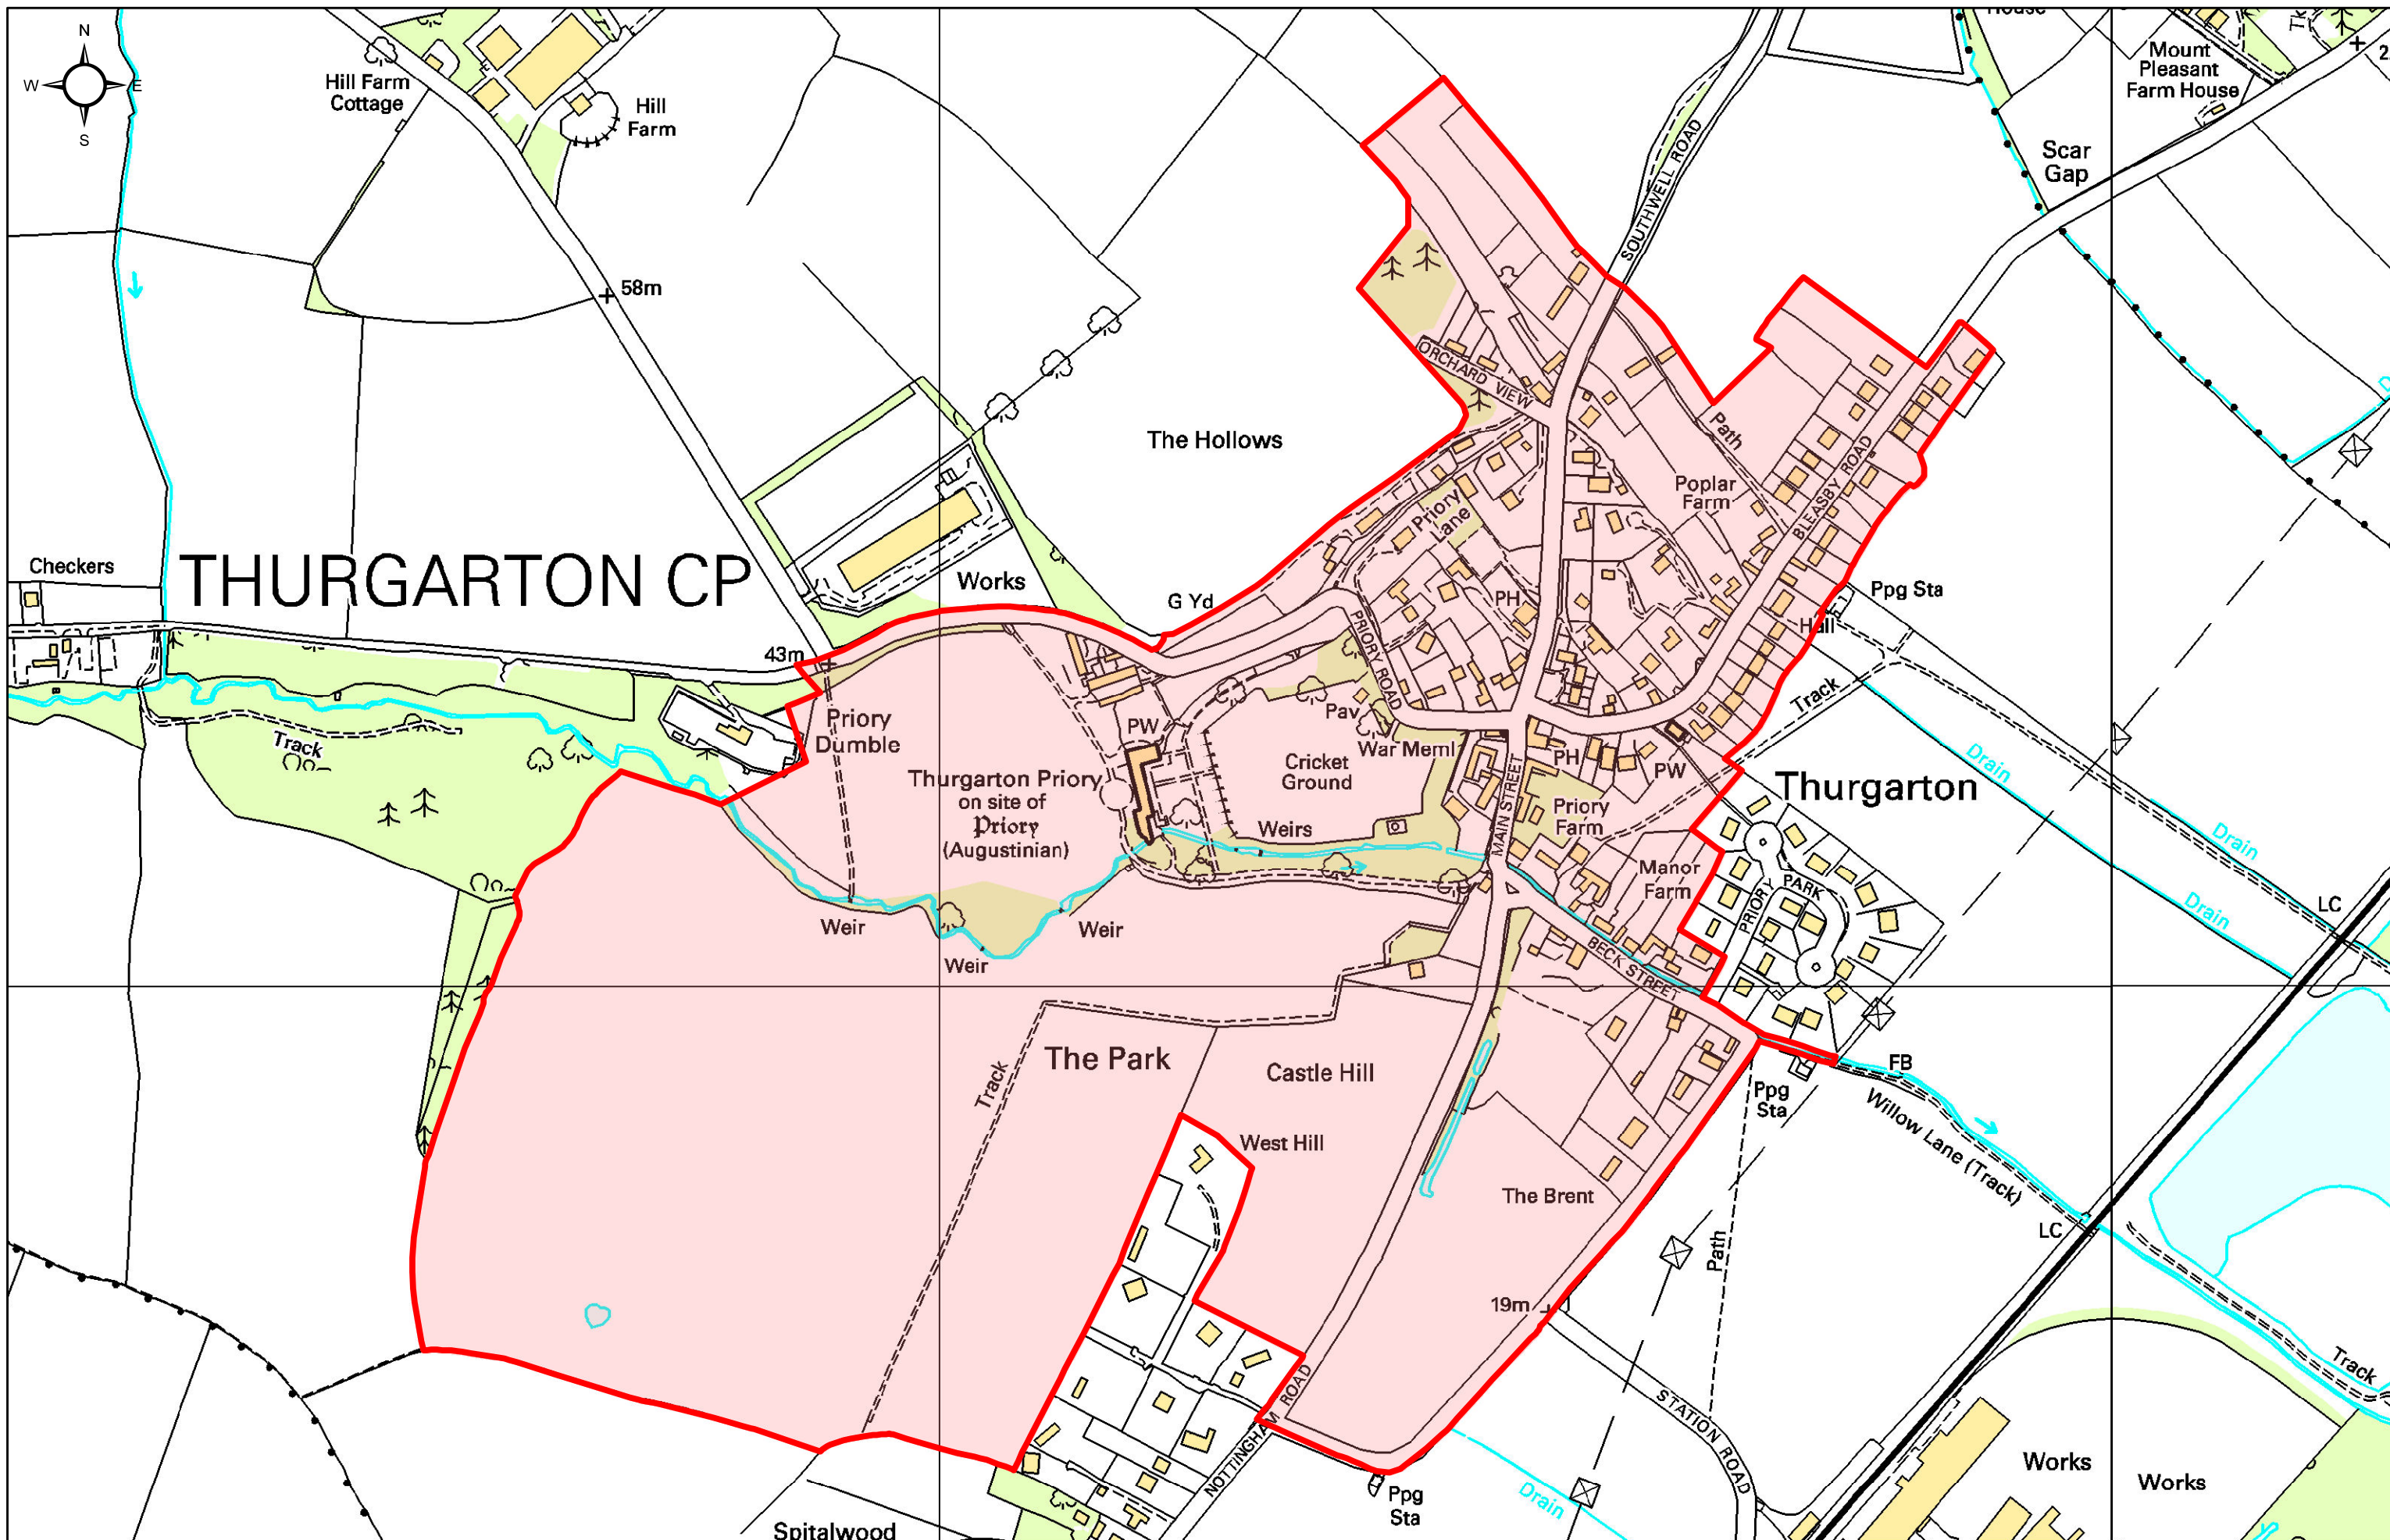 N
W
E
S
Hill Farm
Cottage
Hill
Farm
House
Mount
Pleasant
Farm House
Scar
Gap
SOUTHWELL ROAD
58m
ORCHARD VIEW
The Hollows
Path
BLEASBY ROAD
Poplar
Farm
Priory
Lane
Checkers
THURGARTON CP
Works
G Yd
PH
Ppg Sta
Hall
PRIORY ROAD
43m
Track
Priory
Dumble
PW
Pav
War Meml
Cricket
Ground
PH
PW
Track
Drain
Thurgarton Priory
on site of
Priory
(Augustinian)
Thurgarton
MAIN STREET
Priory
Farm
Weirs
Drain
Manor
Farm
PRIORY
PARK
Drain
LC
Weir
Weir
Weir
BECK STREET
The Park
Castle Hill
Track
FB
Ppg
Sta
Willow Lane (Track)
West Hill
The Brent
Path
LC
19m
Track
NOTTINGHAM ROAD
STATION ROAD
Works
Works
Ppg
Sta
Drain
Spitalwood